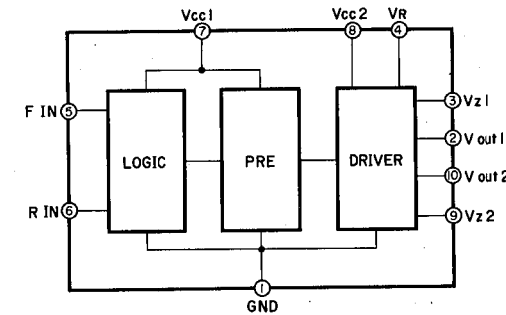 Vcc1 Vcc2 VR
7 8 4
F IN 5
3 Vz1
2 Vout1
LOGIC PRE DRIVER
10 Vout2
R IN 6
9 Vz2
1
GND